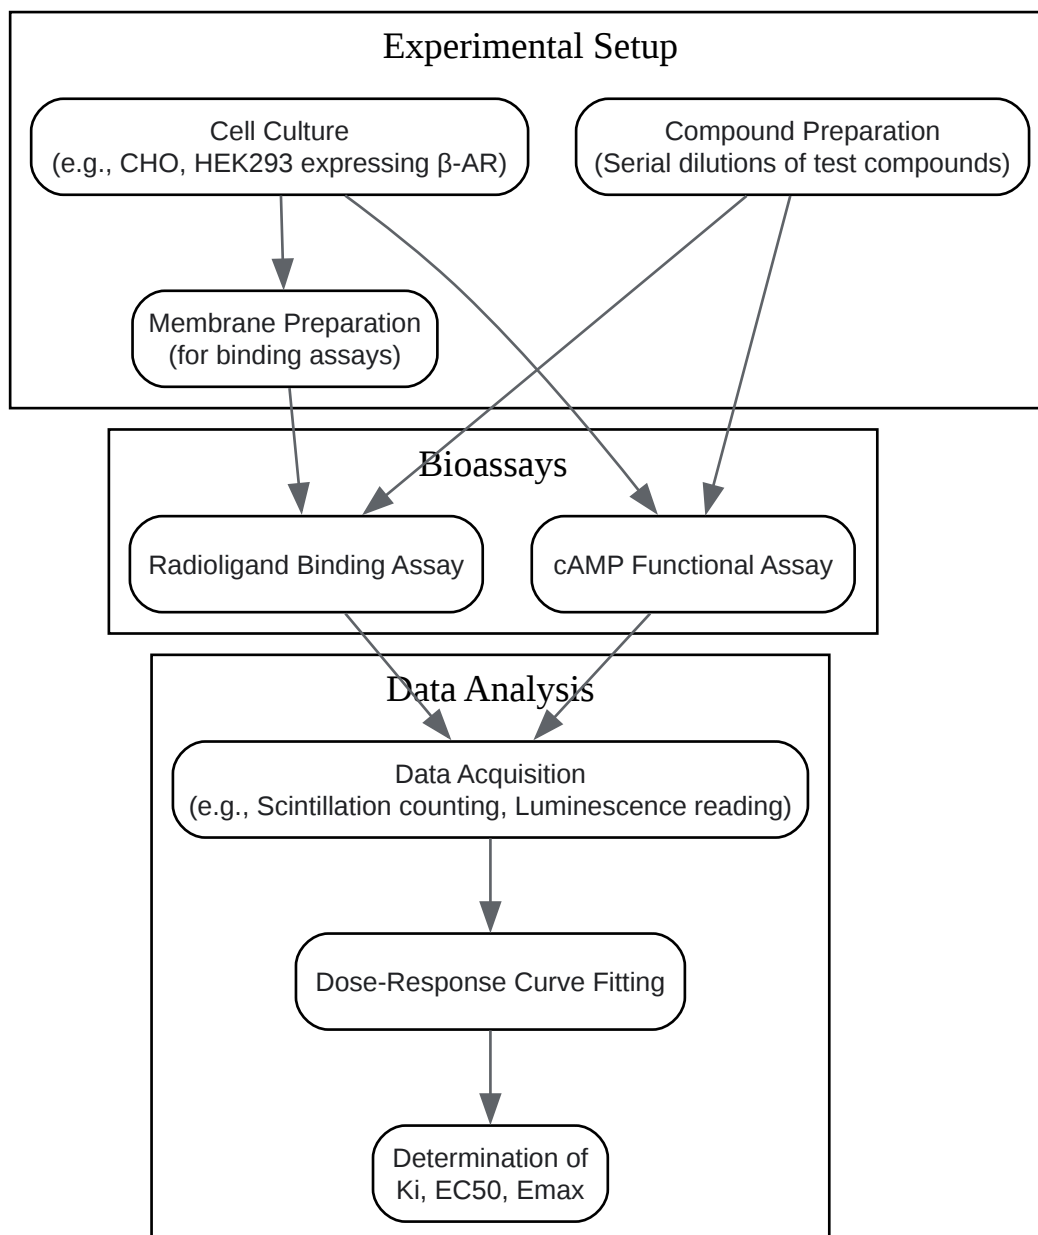 Experimental Setup
Cell Culture
(e.g., CHO, HEK293 expressing β-AR)
Compound Preparation
(Serial dilutions of test compounds)
Membrane Preparation
(for binding assays)
Bioassays
Radioligand Binding Assay
cAMP Functional Assay
Data Analysis
Data Acquisition
(e.g., Scintillation counting, Luminescence reading)
Dose-Response Curve Fitting
Determination of
Ki, EC50, Emax